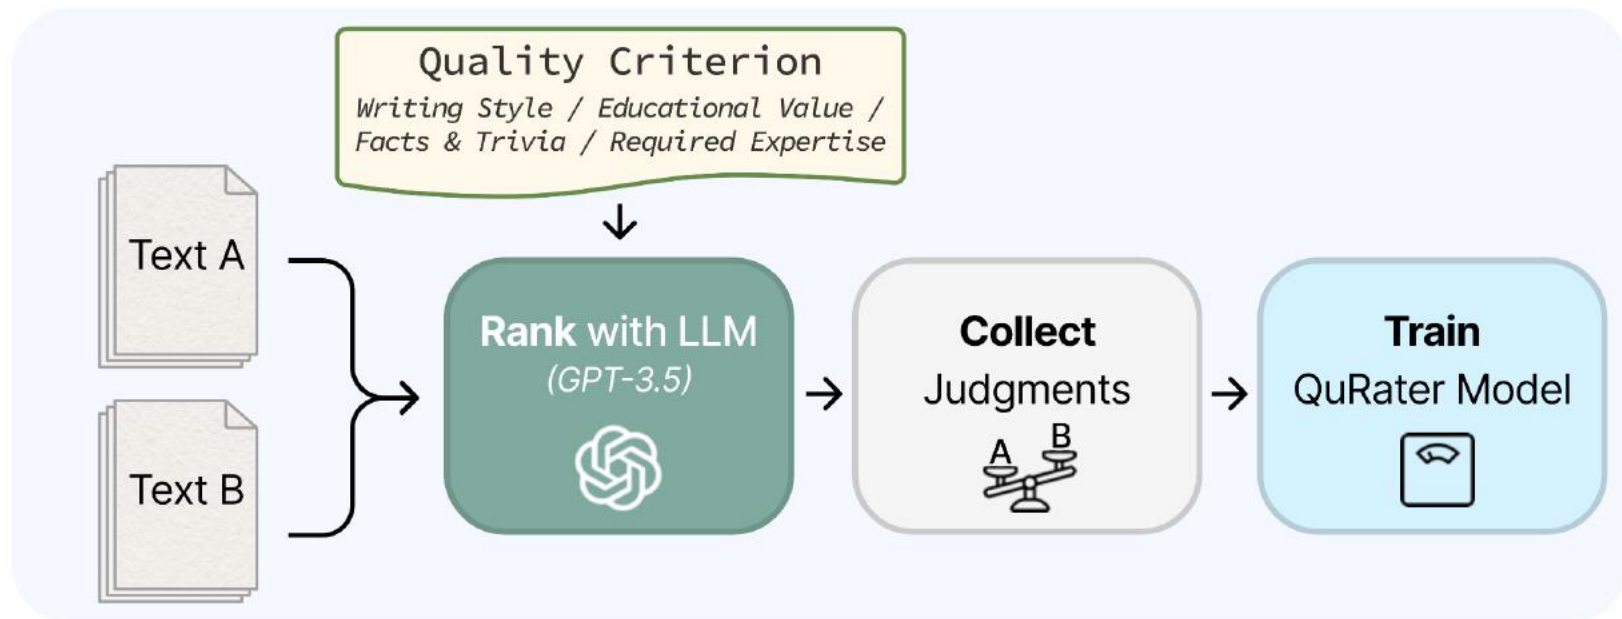 Quality Criterion
Writing Style / Educational Value /
Facts & Trivia / Required Expertise
Text A
Text B
Rank with LLM
(GPT-3.5)
Collect
Judgments
A
B
Train
QuRater Model